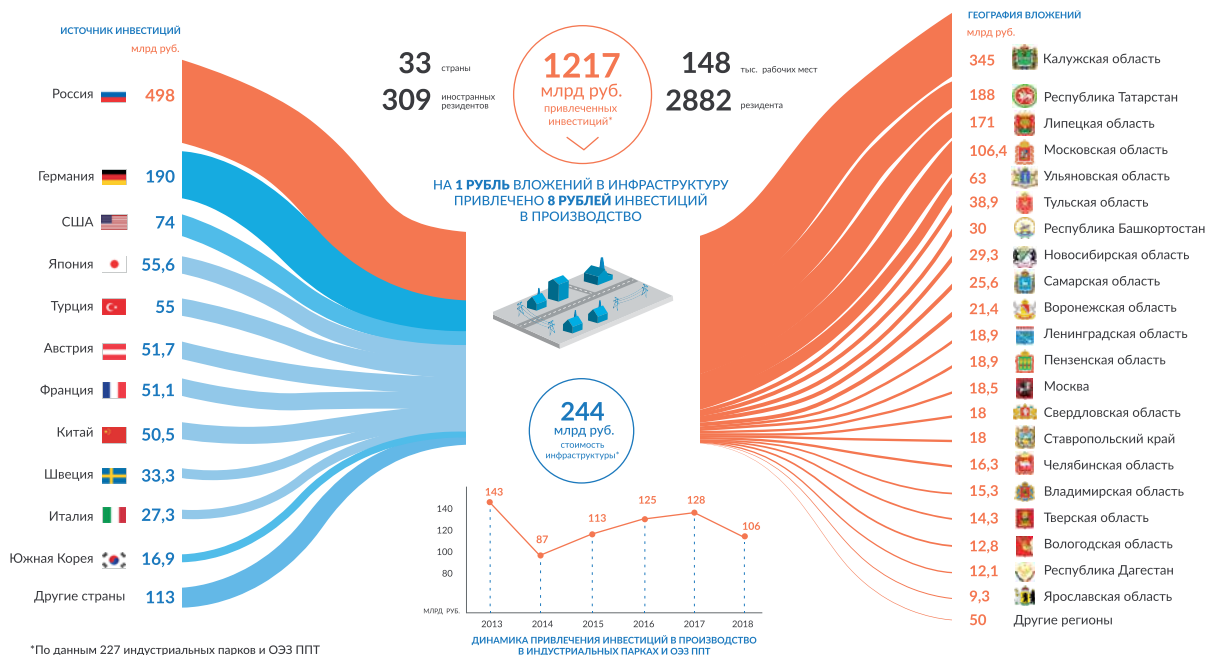 ИСТОЧНИК ИНВЕСТИЦИЙ
млрд руб.
Россия 498
Германия 190
США 74
Япония 55,6
Турция 55
Австрия 51,7
Франция 51,1
Китай 50,5
Швеция 33,3
Италия 27,3
Южная Корея 16,9
Другие страны 113
*По данным 227 индустриальных парков и ОЭЗ ППТ
33 страны
309 иностранных
резидентов
1217
млрд руб.
привлеченных
инвестиций*
148 тыс. рабочих мест
2882 резидента
НА 1 РУБЛЬ ВЛОЖЕНИЙ В ИНФРАСТРУКТУРУ
ПРИВЛЕЧЕНО 8 РУБЛЕЙ ИНВЕСТИЦИЙ
В ПРОИЗВОДСТВО
244
млрд руб.
стоимость
инфраструктуры*
140
120
100
80
МЛРД РУБ.
143
87
113
125
128
106
2013 2014 2015 2016 2017 2018
ДИНАМИКА ПРИВЛЕЧЕНИЯ ИНВЕСТИЦИЙ В ПРОИЗВОДСТВО
В ИНДУСТРИАЛЬНЫХ ПАРКАХ И ОЭЗ ППТ
ГЕОГРАФИЯ ВЛОЖЕНИЙ
млрд руб.
345 Калужская область
188 Республика Татарстан
171 Липецкая область
106,4 Московская область
63 Ульяновская область
38,9 Тульская область
30 Республика Башкортостан
29,3 Новосибирская область
25,6 Самарская область
21,4 Воронежская область
18,9 Ленинградская область
18,9 Пензенская область
18,5 Москва
18 Свердловская область
18 Ставропольский край
16,3 Челябинская область
15,3 Владимирская область
14,3 Тверская область
12,8 Вологодская область
12,1 Республика Дагестан
9,3 Ярославская область
50 Другие регионы